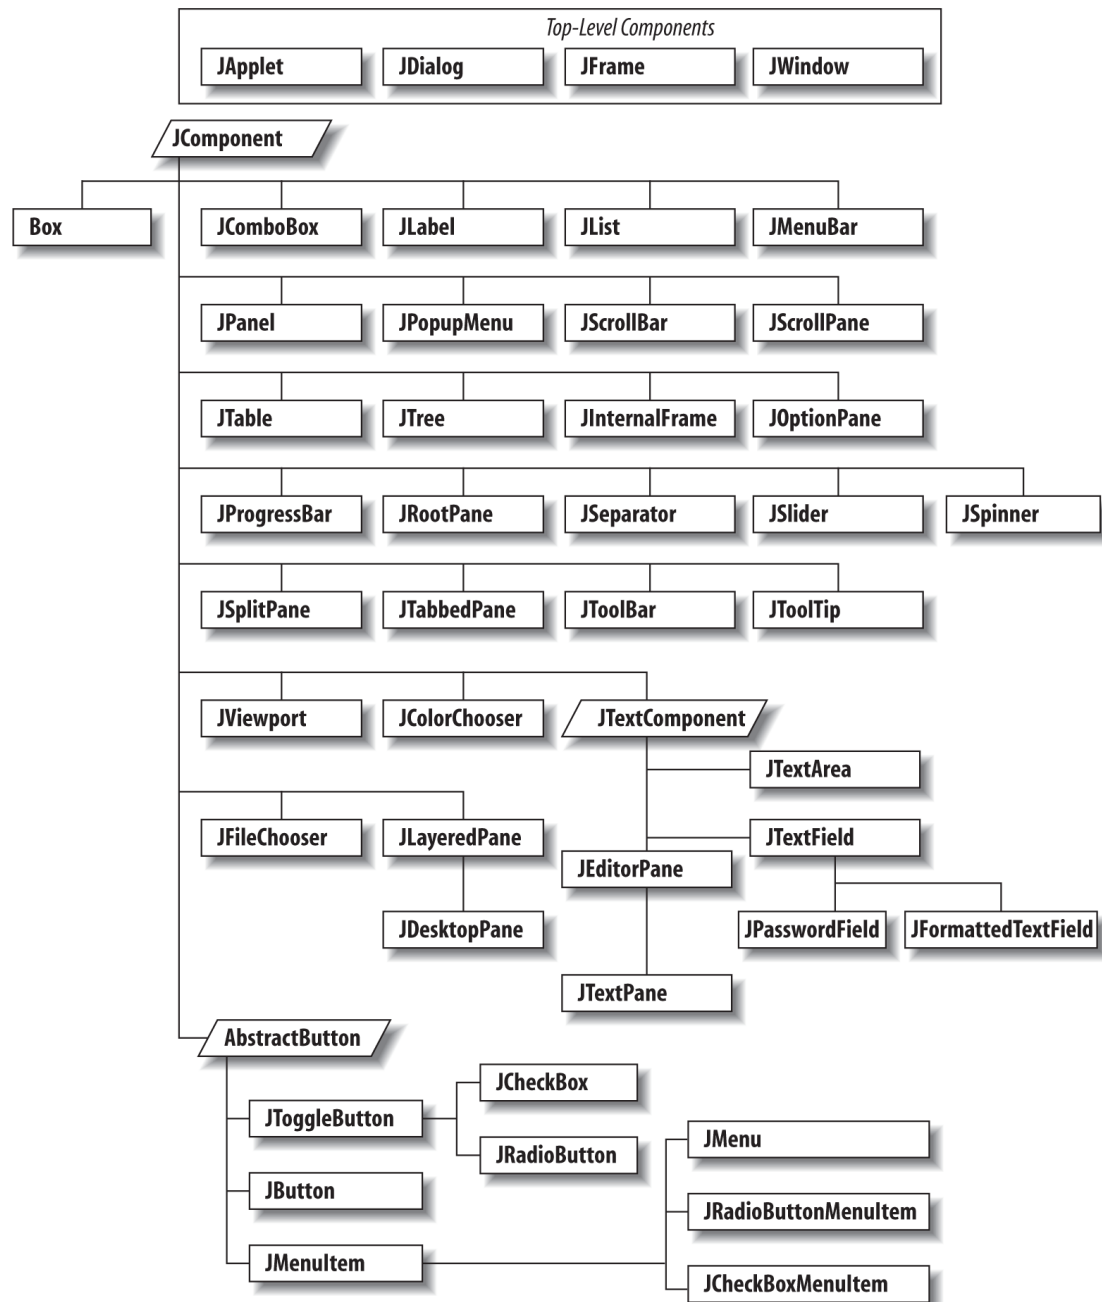 Top-Level Components
JApplet
JDialog
JFrame
JWindow
JComponent
Box
JComboBox
JLabel
JList
JMenuBar
JPanel
JPopupMenu
JScrollBar
JScrollPane
JTable
JTree
JInternalFrame
JOptionPane
JProgressBar
JRootPane
JSeparator
JSlider
JSpinner
JSplitPane
JTabbedPane
JToolBar
JToolTip
JViewport
JColorChooser
JTextComponent
JTextArea
JFileChooser
JLayeredPane
JTextField
JEditorPane
JDesktopPane
JPasswordField
JFormattedTextField
JTextPane
AbstractButton
JCheckBox
JToggleButton
JRadioButton
JMenu
JButton
JRadioButtonMenuItem
JMenuItem
JCheckBoxMenuItem